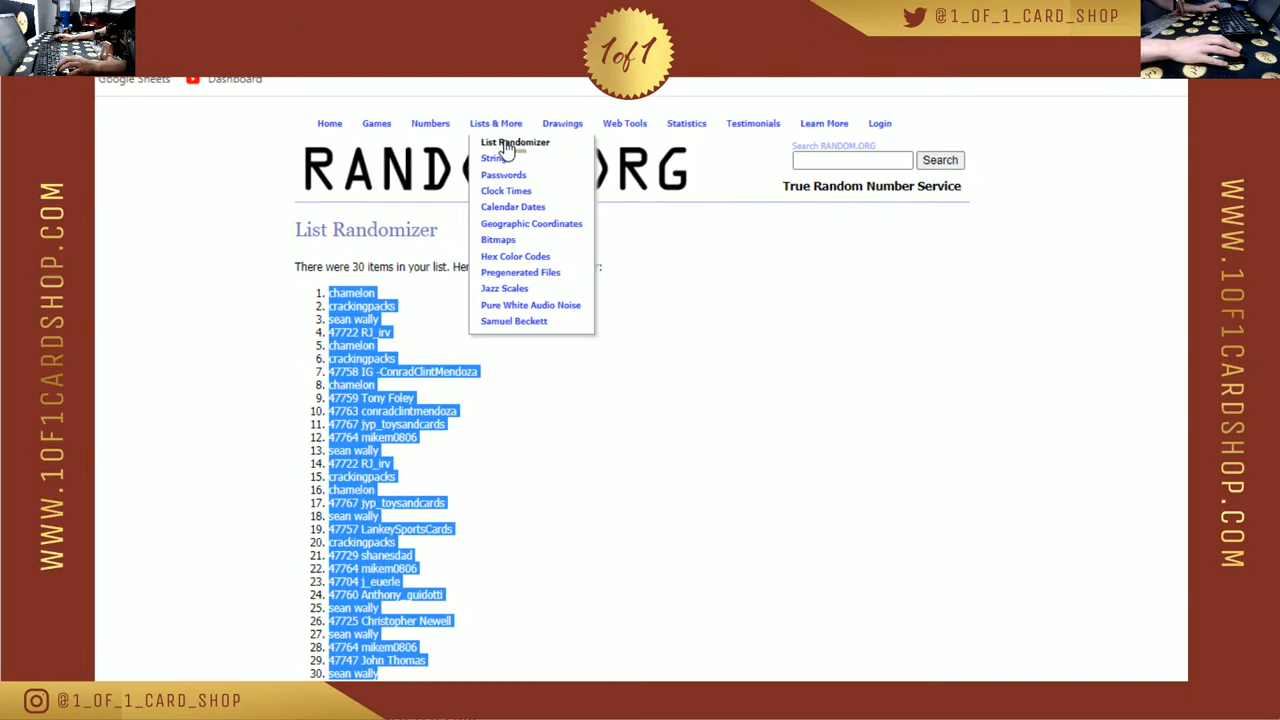 @1_OF_1_CARD_SHOP
1of1
Google Sheets
Dashboard
Home Games Numbers Lists & More Drawings Web Tools Statistics Testimonials Learn More Login
List Randomizer
Search RANDOM.ORG
Search
True Random Number Service
Passwords
Clock Times
Calendar Dates
Geographic Coordinates
Bitmaps
Hex Color Codes
Pregenerated Files
Jazz Scales
Pure White Audio Noise
Samuel Beckett
List Randomizer
There were 30 items in your list.
1. chamelon
2. crackingpacks
3. sean wally
4. 47722 RJ_irv
5. chamelon
6. crackingpacks
7. 47758 IG -ConradClintMendoza
8. chamelon
9. 47759 Tony Foley
10. 47763 conradclintmendoza
11. 47767 jyp_toysandcards
12. 47764 mikem0806
13. sean wally
14. 47722 RJ_irv
15. crackingpacks
16. chamelon
17. 47767 jyp_toysandcards
18. sean wally
19. 47757 LankeySportsCards
20. crackingpacks
21. 47729 shanesdad
22. 47764 mikem0806
23. 47704 j_euerle
24. 47760 Anthony_guidotti
25. sean wally
26. 47725 Christopher Newell
27. sean wally
28. 47764 mikem0806
29. 47747 John Thomas
30. sean wally
WWW.1OF1CARDSHOP.COM
WWW.1OF1CARDSHOP.COM
@1_OF_1_CARD_SHOP